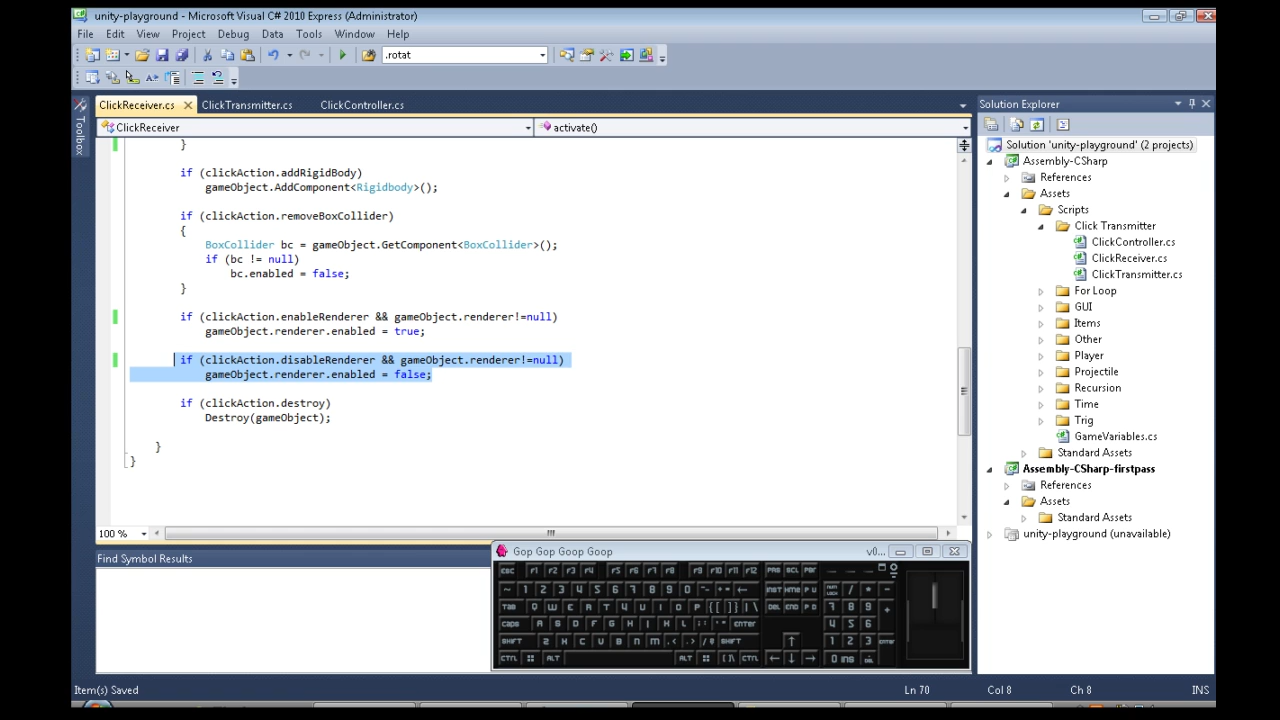 unity-playground - Microsoft Visual C# 2010 Express (Administrator)
File Edit View Project Debug Data Tools Window Help
.rotat
ClickReceiver.cs ClickTransmitter.cs ClickController.cs
ClickReceiver activate()
Toolbox
}
if (clickAction.addRigidBody)
gameObject.AddComponent<Rigidbody>();
if (clickAction.removeBoxCollider)
{
BoxCollider bc = gameObject.GetComponent<BoxCollider>();
if (bc != null)
bc.enabled = false;
}
if (clickAction.enableRenderer && gameObject.renderer!=null)
gameObject.renderer.enabled = true;
if (clickAction.disableRenderer && gameObject.renderer!=null)
gameObject.renderer.enabled = false;
if (clickAction.destroy)
Destroy(gameObject);
}
}
100 %
Solution Explorer
Solution 'unity-playground' (2 projects)
Assembly-CSharp
References
Assets
Scripts
Click Transmitter
ClickController.cs
ClickReceiver.cs
ClickTransmitter.cs
For Loop
GUI
Items
Other
Player
Projectile
Recursion
Time
Trig
GameVariables.cs
Standard Assets
Assembly-CSharp-firstpass
References
Assets
Standard Assets
unity-playground (unavailable)
Find Symbol Results
Gop Gop Goop Goop v0...
Item(s) Saved Ln 70 Col 8 Ch 8 INS